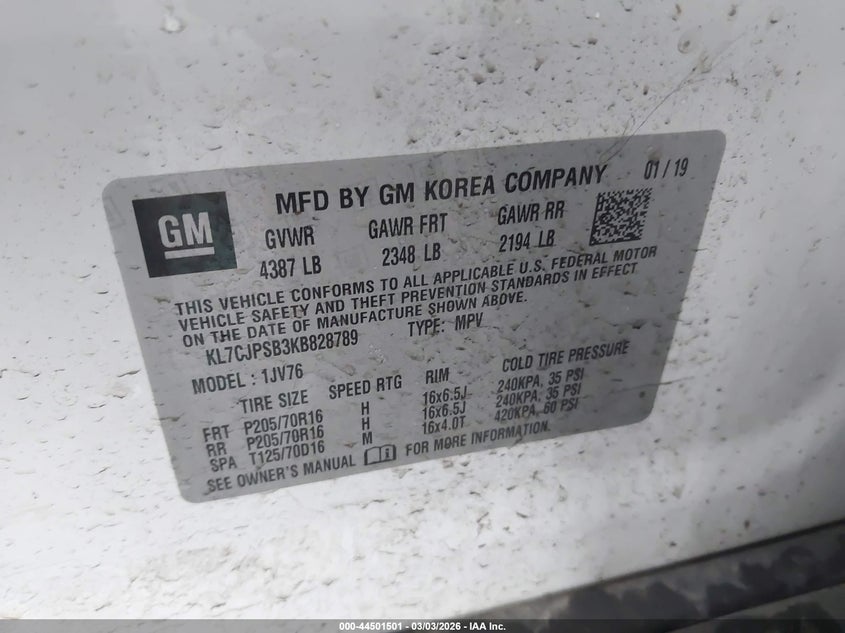 GM
MFD BY GM KOREA COMPANY 01 / 19
GVWR GAWR FRT GAWR RR
4387 LB 2348 LB 2194 LB
THIS VEHICLE CONFORMS TO ALL APPLICABLE U.S. FEDERAL MOTOR
VEHICLE SAFETY AND THEFT PREVENTION STANDARDS IN EFFECT
ON THE DATE OF MANUFACTURE SHOWN ABOVE.
KL7CJPSB3KB828789 TYPE: MPV
MODEL : 1JV76
TIRE SIZE SPEED RTG RIM COLD TIRE PRESSURE
FRT P205/70R16 H 16x6.5J 240KPA, 35 PSI
RR P205/70R16 H 16x6.5J 240KPA, 35 PSI
SPA T125/70D16 M 16x4.0T 420KPA, 60 PSI
SEE OWNER'S MANUAL FOR MORE INFORMATION.
000-44501501 - 03/03/2026 - IAA Inc.